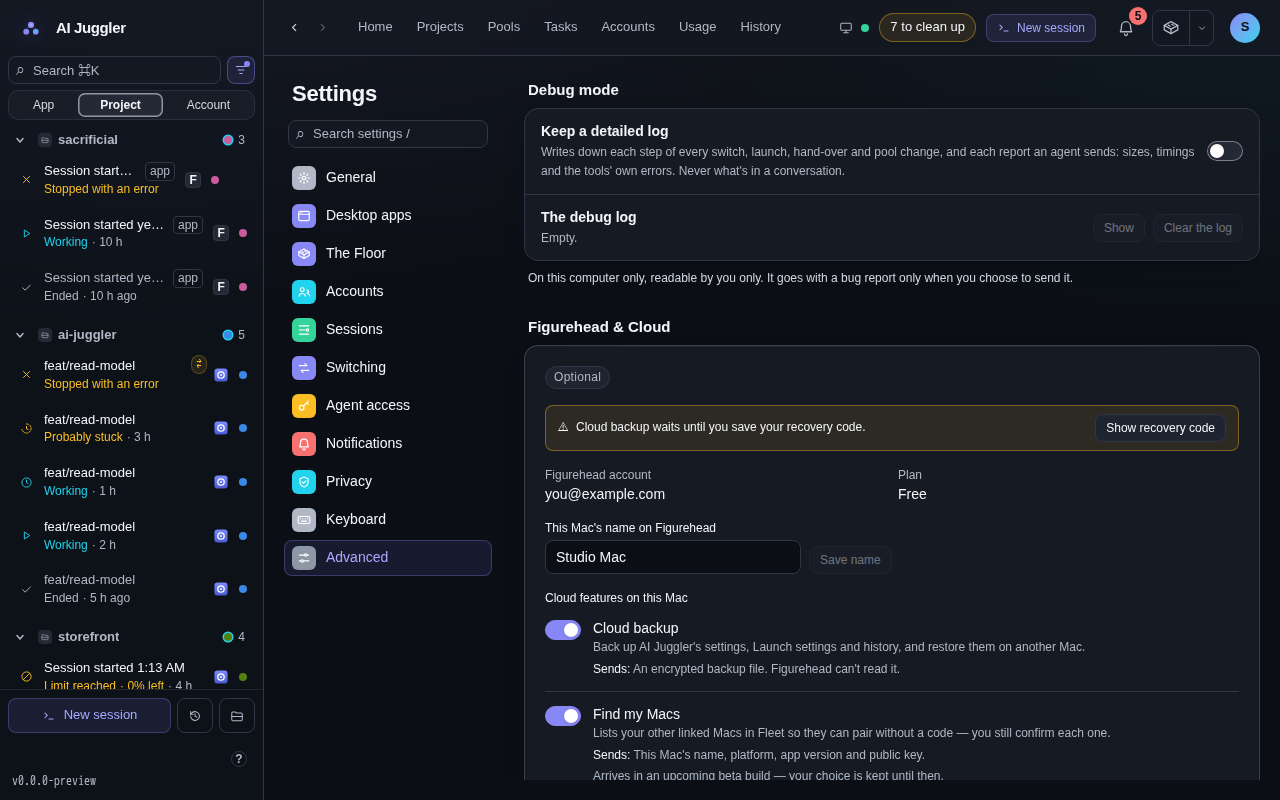 AI Juggler
Search ⌘K
App
Project
Account
sacrificial
3
Session start…
app
Stopped with an error
F
Session started ye…
app
Working · 10 h
F
Session started ye…
app
Ended · 10 h ago
F
ai-juggler
5
feat/read-model
Stopped with an error
feat/read-model
Probably stuck · 3 h
feat/read-model
Working · 1 h
feat/read-model
Working · 2 h
feat/read-model
Ended · 5 h ago
storefront
4
Session started 1:13 AM
Limit reached · 0% left · 4 h
New session
?
v0.0.0-preview
Home
Projects
Pools
Tasks
Accounts
Usage
History
7 to clean up
New session
5
S
Settings
Search settings /
General
Desktop apps
The Floor
Accounts
Sessions
Switching
Agent access
Notifications
Privacy
Keyboard
Advanced
Debug mode
Keep a detailed log
Writes down each step of every switch, launch, hand-over and pool change, and each report an agent sends: sizes, timings
and the tools' own errors. Never what's in a conversation.
The debug log
Empty.
Show
Clear the log
On this computer only, readable by you only. It goes with a bug report only when you choose to send it.
Figurehead & Cloud
Optional
Cloud backup waits until you save your recovery code.
Show recovery code
Figurehead account
you@example.com
Plan
Free
This Mac's name on Figurehead
Studio Mac
Save name
Cloud features on this Mac
Cloud backup
Back up AI Juggler's settings, Launch settings and history, and restore them on another Mac.
Sends: An encrypted backup file. Figurehead can't read it.
Find my Macs
Lists your other linked Macs in Fleet so they can pair without a code — you still confirm each one.
Sends: This Mac's name, platform, app version and public key.
Arrives in an upcoming beta build — your choice is kept until then.